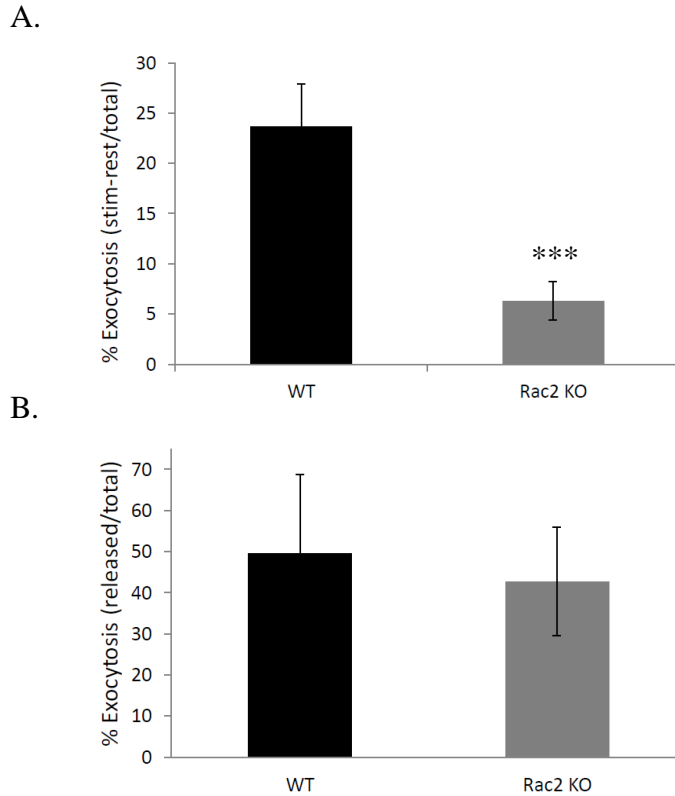 A.
% Exocytosis (stim-rest/total)
30
25
20
15
10
5
0
***
WT
Rac2 KO
B.
% Exocytosis (released/total)
70
60
50
40
30
20
10
0
WT
Rac2 KO